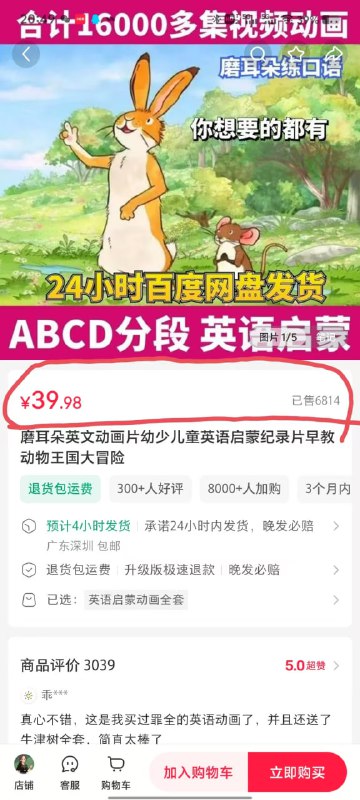 合计16000多集视频动画
磨耳朵练口语
你想要的都有
24小时百度网盘发货
ABCD分段 英语启蒙
图片 1/5
笔记
¥39.98
已售6814
磨耳朵英文动画片幼少儿童英语启蒙纪录片早教
动物王国大冒险
退货包运费
300+人好评
8000+人加购
3个月内
预计4小时发货
承诺24小时内发货，晚发必赔
广东深圳 包邮
退货包运费
升级版极速退款
晚发必赔
已选：
英语启蒙动画全套
商品评价 3039
5.0超赞
乖***
真心不错，这是我买过最全的英语动画了，并且还送了
牛津树全套，简直太棒了
店铺
客服
购物车
加入购物车
立即购买